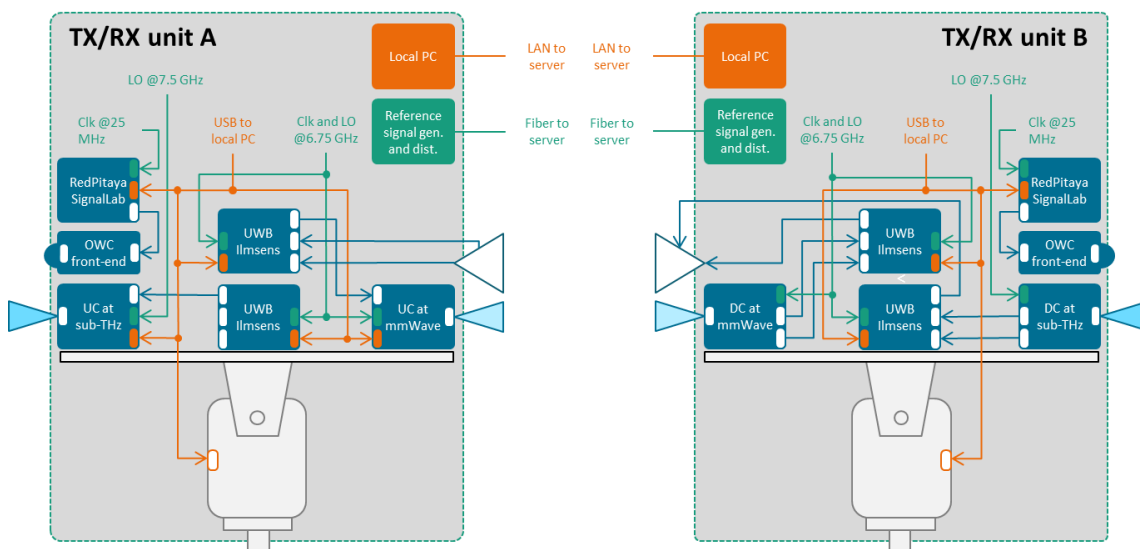 TX/RX unit A
LO @7.5 GHz
Clk @25
MHz
USB to
local PC
Clk and LO
@6.75 GHz
Local PC
Reference
signal gen.
and dist.
RedPitaya
SignalLab
OWC
front-end
UC at
sub-THz
UWB
Ilmsens
UWB
Ilmsens
UC at
mmWave
LAN to
server
LAN to
server
Fiber to
server
Fiber to
server
TX/RX unit B
Local PC
Reference
signal gen.
and dist.
LO @7.5 GHz
Clk and LO
@6.75 GHz
USB to
local PC
Clk @25
MHz
RedPitaya
SignalLab
UWB
Ilmsens
OWC
front-end
DC at
mmWave
UWB
Ilmsens
DC at
sub-THz